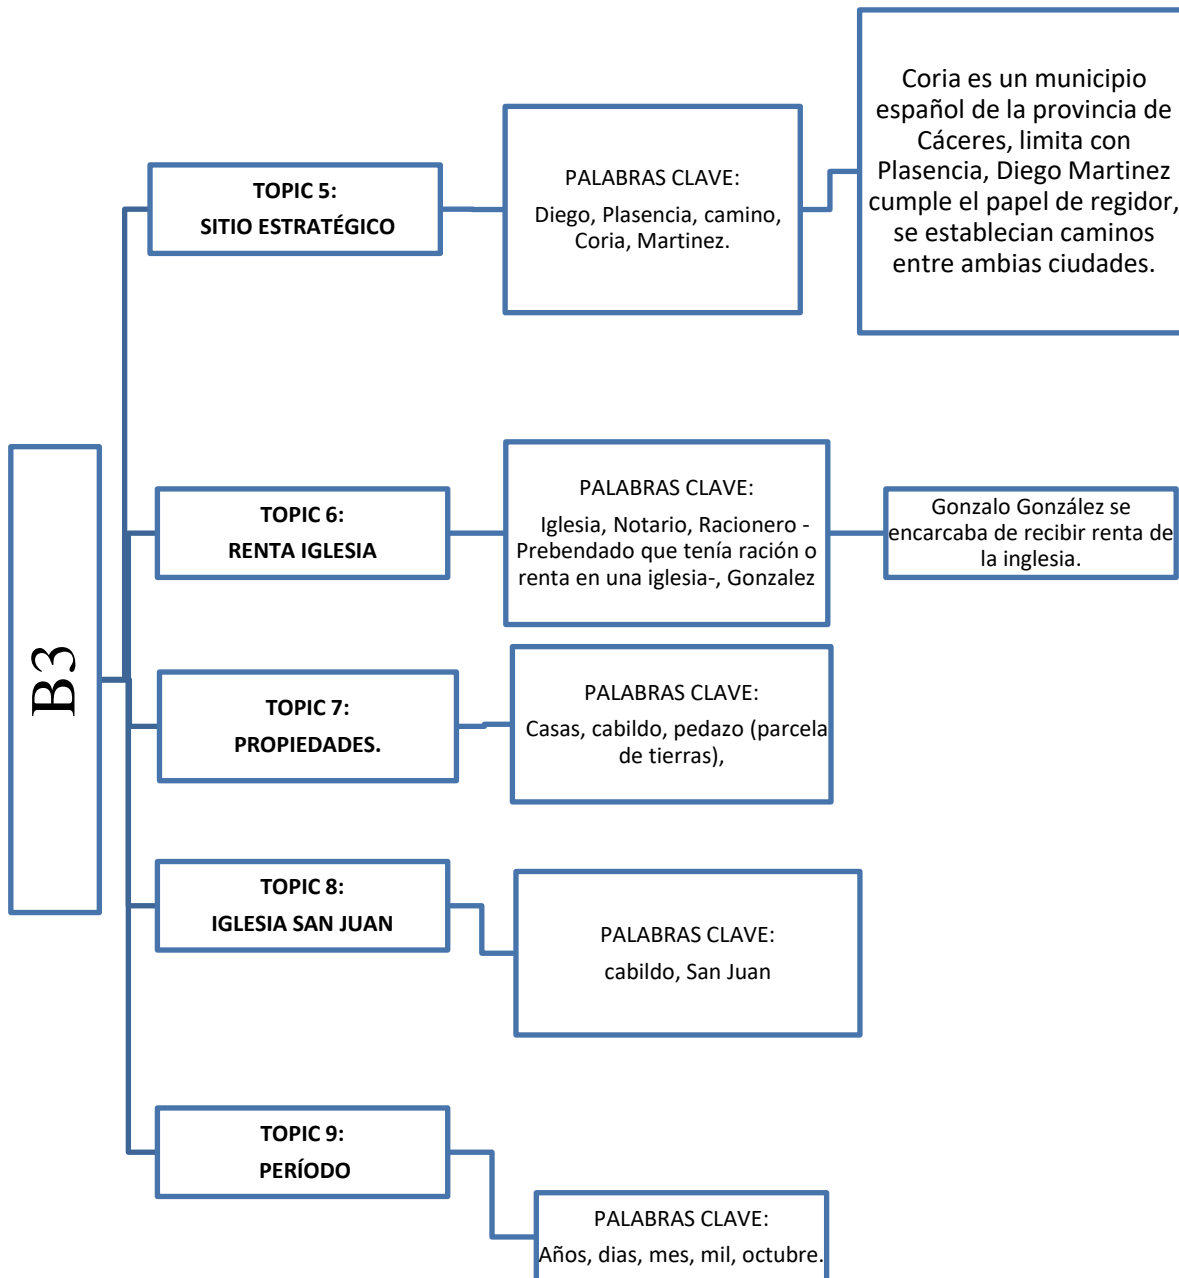 B3
TOPIC 5:
SITIO ESTRATÉGICO
PALABRAS CLAVE:
Diego, Plasencia, camino,
Coria, Martinez.
Coria es un municipio
español de la provincia de
Cáceres, limita con
Plasencia, Diego Martinez
cumple el papel de regidor,
se establecian caminos
entre ambias ciudades.
TOPIC 6:
RENTA IGLESIA
PALABRAS CLAVE:
Iglesia, Notario, Racionero -
Prebendado que tenía ración o
renta en una iglesia-, Gonzalez
Gonzalo González se
encarcaba de recibir renta de
la inglesia.
TOPIC 7:
PROPIEDADES.
PALABRAS CLAVE:
Casas, cabildo, pedazo (parcela
de tierras),
TOPIC 8:
IGLESIA SAN JUAN
PALABRAS CLAVE:
cabildo, San Juan
TOPIC 9:
PERÍODO
PALABRAS CLAVE:
Años, dias, mes, mil, octubre.